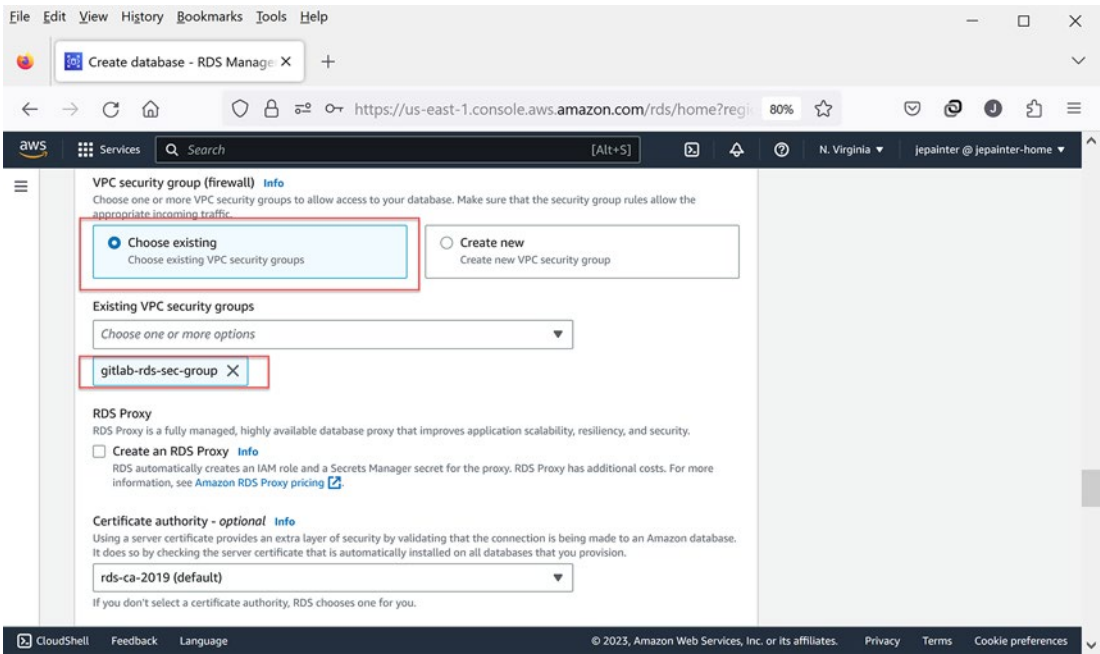 File Edit View History Bookmarks Tools Help
Create database - RDS Manage
https://us-east-1.console.aws.amazon.com/rds/home?regi 80%
aws Services Search [Alt+S] N. Virginia jepainter @ jepainter-home
VPC security group (firewall) Info
Choose one or more VPC security groups to allow access to your database. Make sure that the security group rules allow the
appropriate incoming traffic.
Choose existing
Choose existing VPC security groups
Create new
Create new VPC security group
Existing VPC security groups
Choose one or more options
gitlab-rds-sec-group
RDS Proxy
RDS Proxy is a fully managed, highly available database proxy that improves application scalability, resiliency, and security.
Create an RDS Proxy Info
RDS automatically creates an IAM role and a Secrets Manager secret for the proxy. RDS Proxy has additional costs. For more
information, see Amazon RDS Proxy pricing.
Certificate authority - optional Info
Using a server certificate provides an extra layer of security by validating that the connection is being made to an Amazon database.
It does so by checking the server certificate that is automatically installed on all databases that you provision.
rds-ca-2019 (default)
If you don't select a certificate authority, RDS chooses one for you.
CloudShell Feedback Language © 2023, Amazon Web Services, Inc. or its affiliates. Privacy Terms Cookie preferences